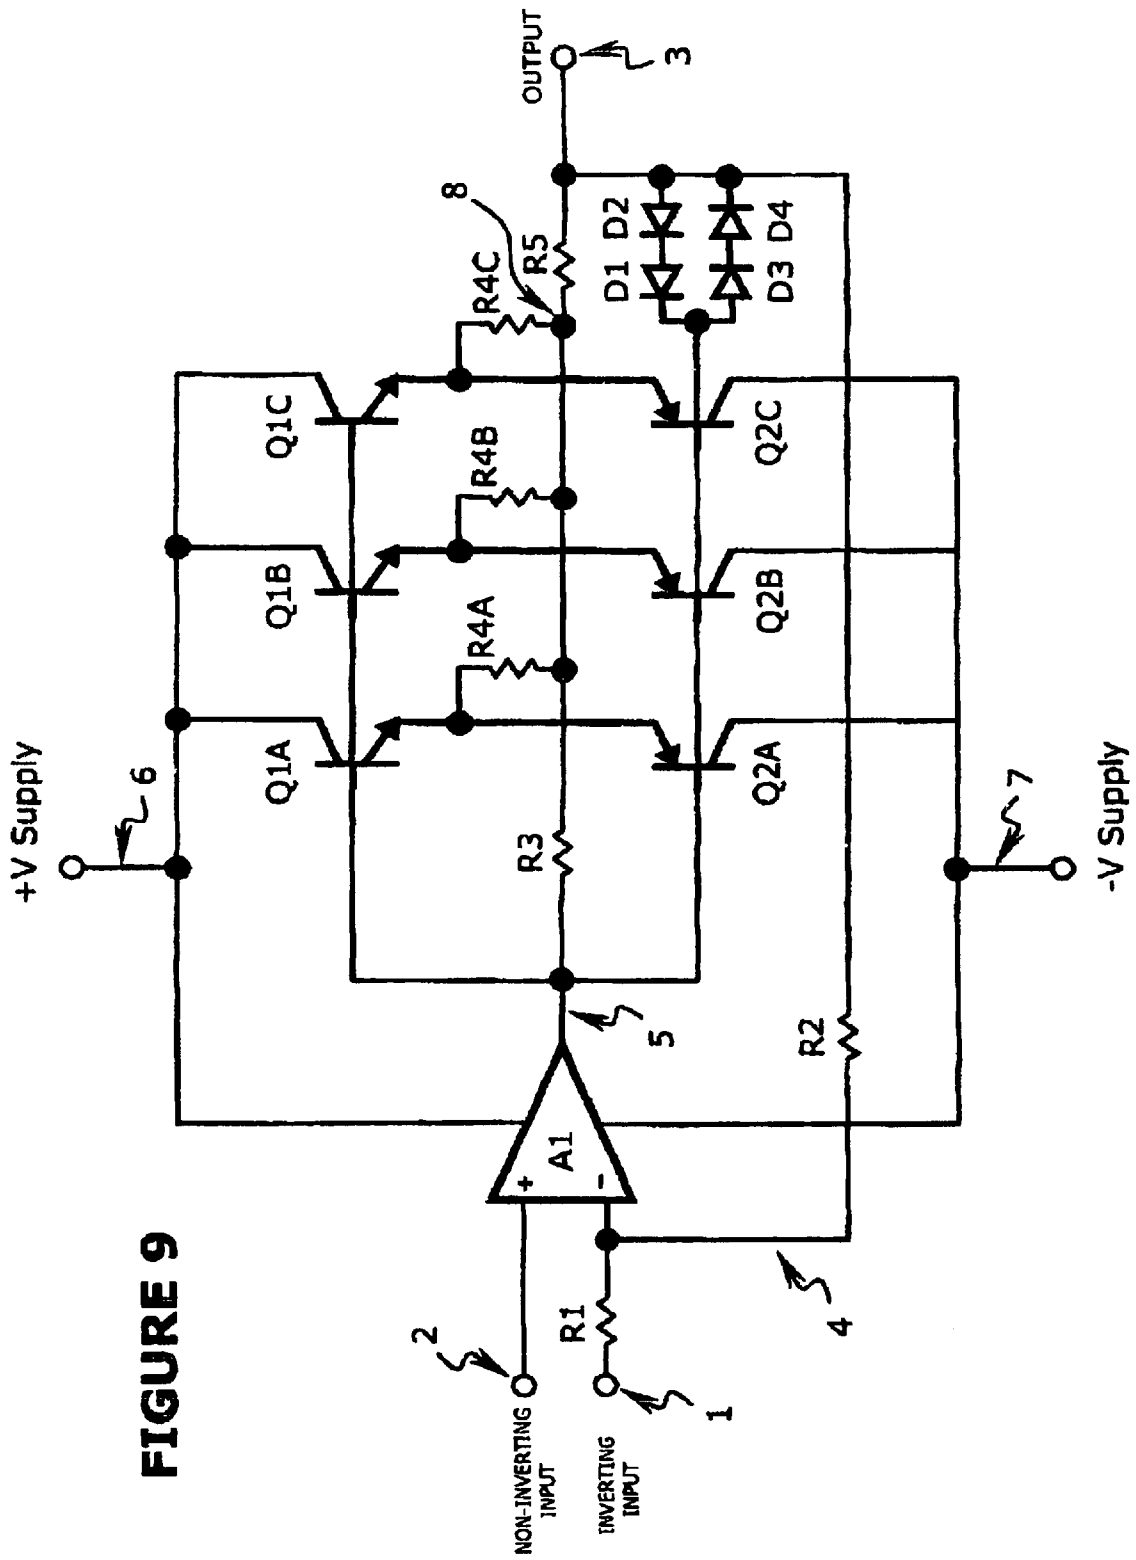 FIGURE 9
+V Supply
6
Q1A
Q1B
Q1C
8
OUTPUT
3
R4A
R4B
R4C
R3
R5
2
NON-INVERTING
INPUT
+
A1
-
5
R1
INVERTING
INPUT
1
D1
D2
Q2A
Q2B
Q2C
D3
D4
R2
4
7
-V Supply